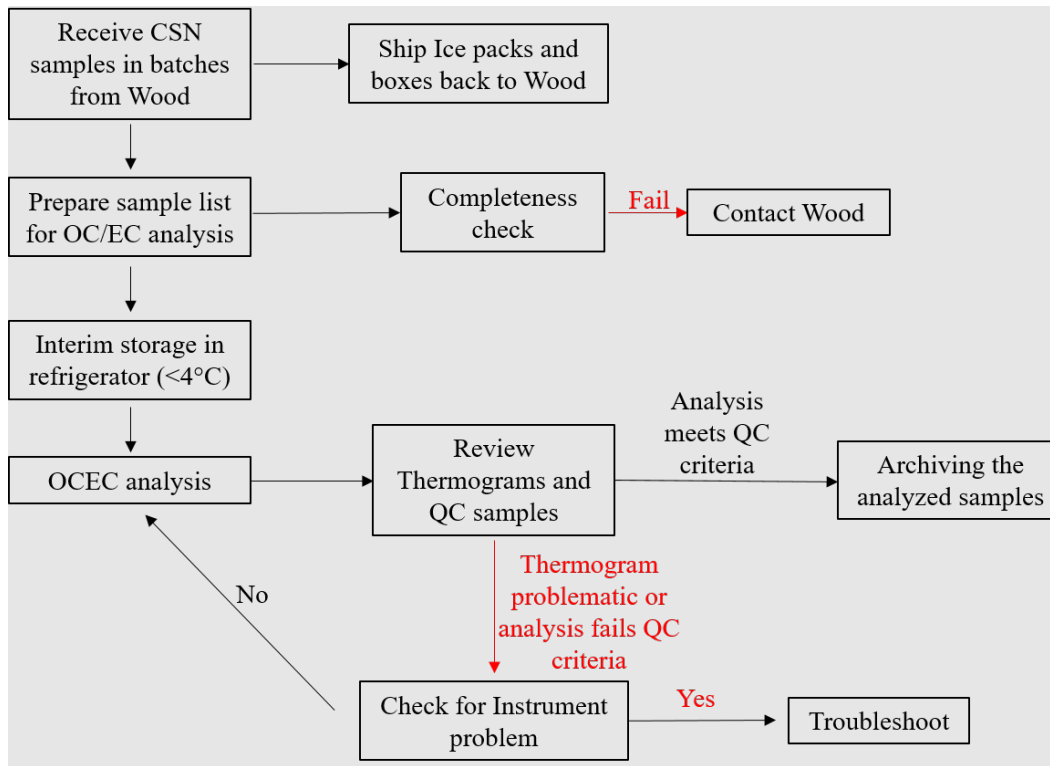 Receive CSN
samples in batches
from Wood
Ship Ice packs and
boxes back to Wood
Prepare sample list
for OC/EC analysis
Completeness
check
Fail
Contact Wood
Interim storage in
refrigerator (<4°C)
OCEC analysis
Review
Thermograms and
QC samples
Analysis
meets QC
criteria
Archiving the
analyzed samples
Thermogram
problematic or
analysis fails QC
criteria
No
Check for Instrument
problem
Yes
Troubleshoot